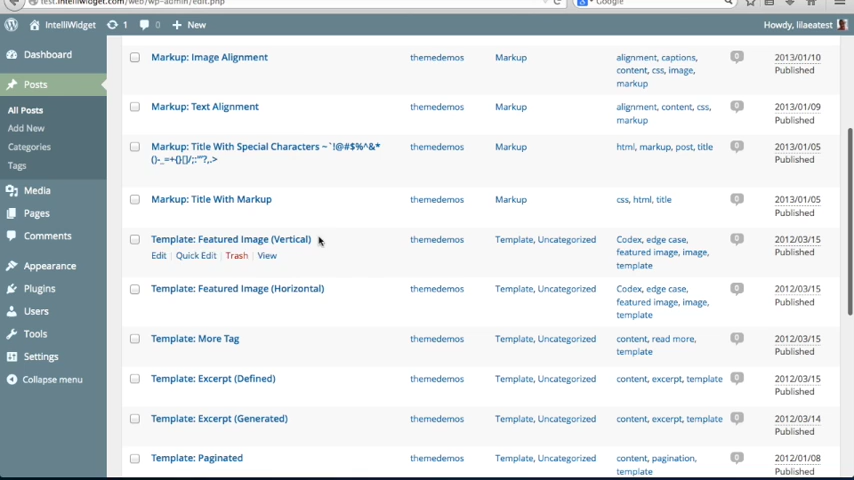 test.intelliwidget.com/web/wp-admin/edit.php
Google
IntelliWidget 1 0 New Howdy, lilaeatest
Dashboard
Posts
All Posts
Add New
Categories
Tags
Media
Pages
Comments
Appearance
Plugins
Users
Tools
Settings
Collapse menu
Markup: Image Alignment themedemos Markup alignment, captions, 0 2013/01/10
content, css, image, Published
markup
Markup: Text Alignment themedemos Markup alignment, content, css, 0 2013/01/09
markup Published
Markup: Title With Special Characters ~`!@#$%^&* themedemos Markup html, markup, post, title 0 2013/01/05
()-_=+{}[]/;:'"?,.> Published
Markup: Title With Markup themedemos Markup css, html, title 0 2013/01/05
Published
Template: Featured Image (Vertical) themedemos Template, Uncategorized Codex, edge case, 0 2012/03/15
Edit | Quick Edit | Trash | View featured image, image, Published
template
Template: Featured Image (Horizontal) themedemos Template, Uncategorized Codex, edge case, 0 2012/03/15
featured image, image, Published
template
Template: More Tag themedemos Template, Uncategorized content, read more, 0 2012/03/15
template Published
Template: Excerpt (Defined) themedemos Template, Uncategorized content, excerpt, template 0 2012/03/15
Published
Template: Excerpt (Generated) themedemos Template, Uncategorized content, excerpt, template 0 2012/03/14
Published
Template: Paginated themedemos Template, Uncategorized content, pagination, 0 2012/01/08
template Published